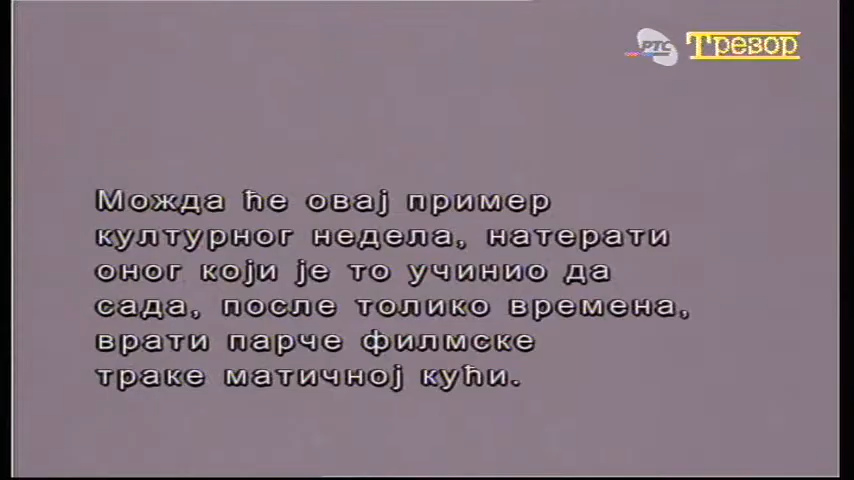 РТС Трезор
Можда ће овај пример
културног недела, натерати
оног који је то учинио да
сада, после толико времена,
врати парче филмске
траке матичној кући.